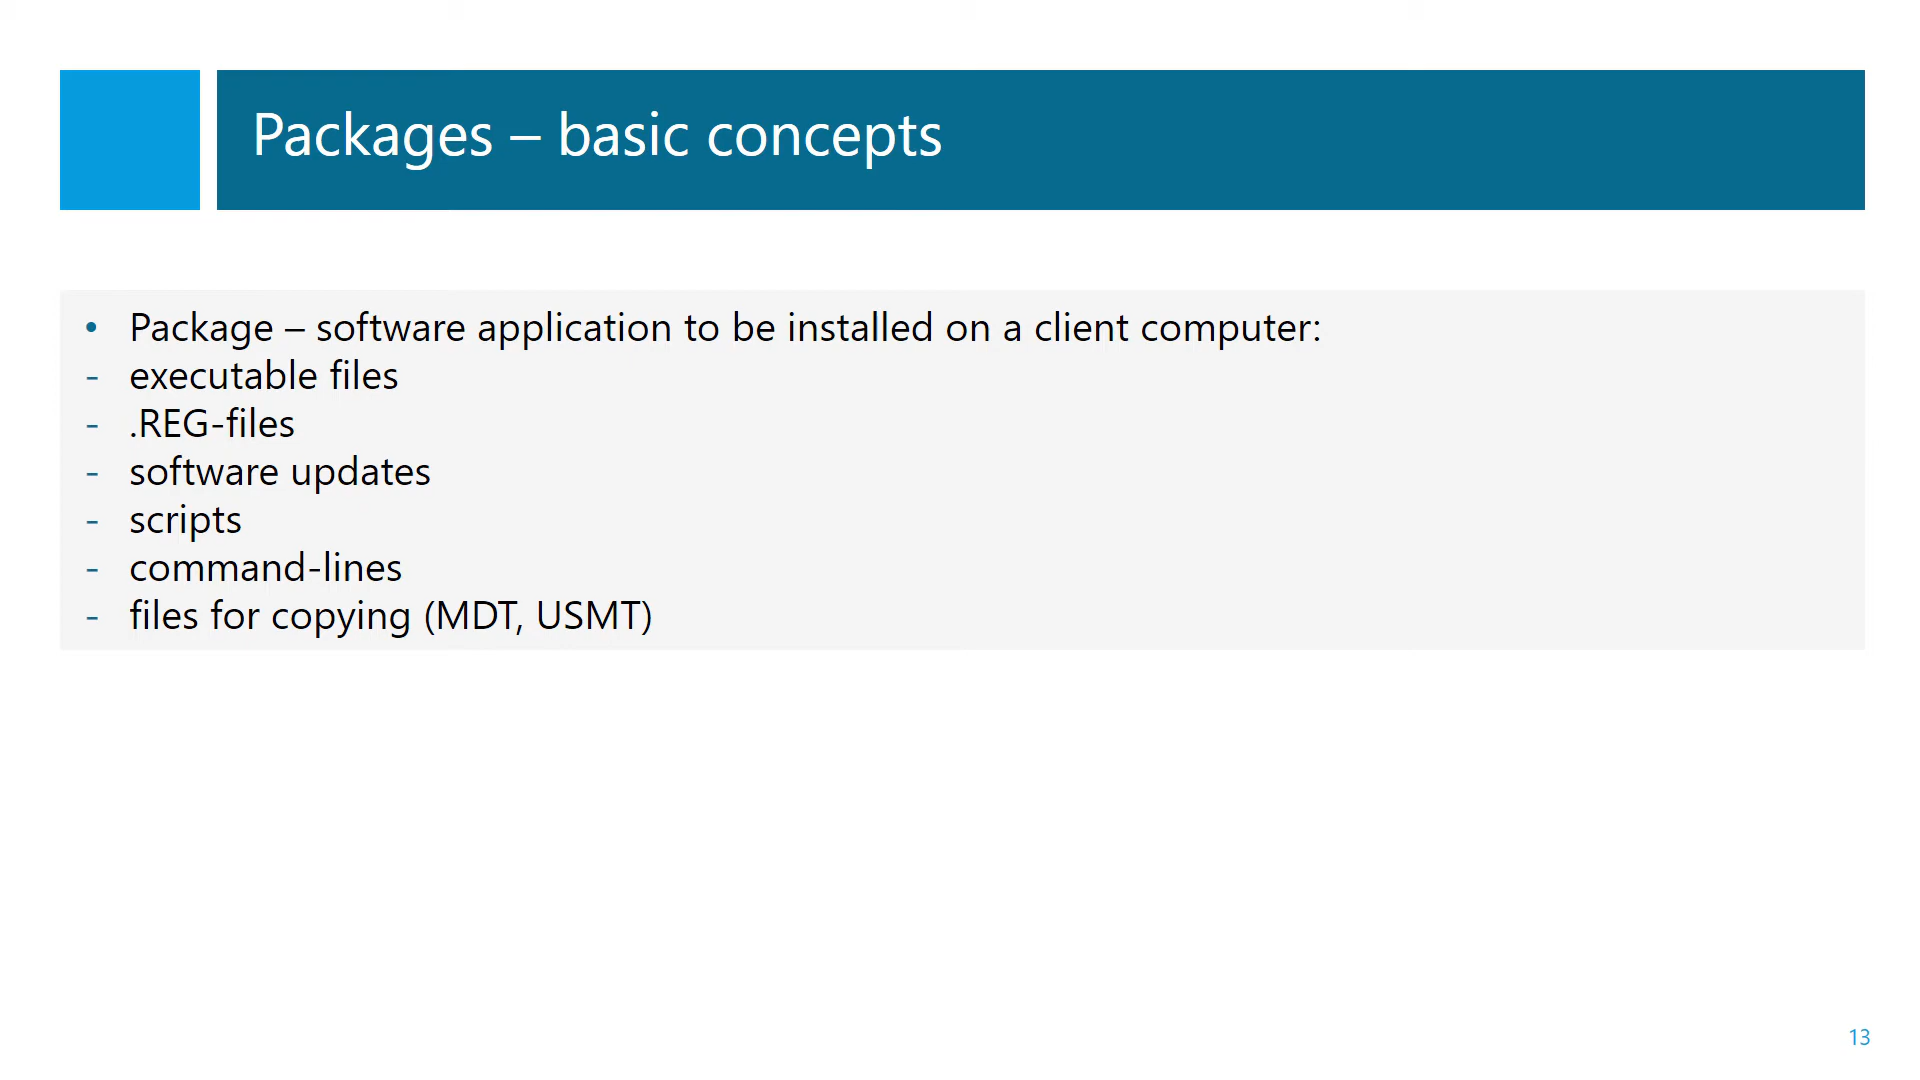 Packages – basic concepts
• Package – software application to be installed on a client computer:
- executable files
- .REG-files
- software updates
- scripts
- command-lines
- files for copying (MDT, USMT)
13